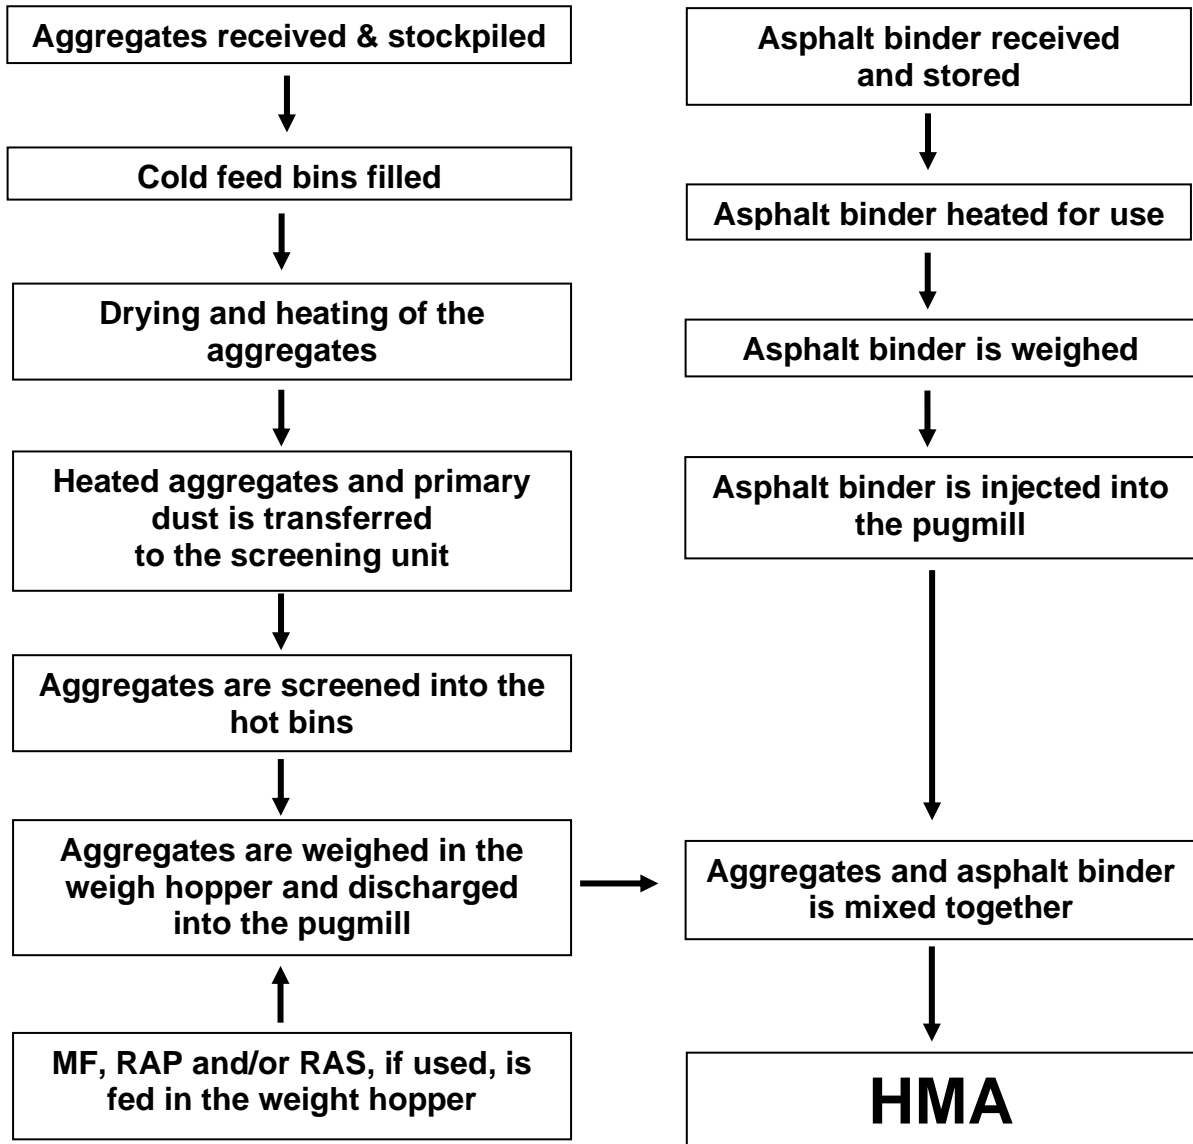 Aggregates received & stockpiled
Cold feed bins filled
Drying and heating of the
aggregates
Heated aggregates and primary
dust is transferred
to the screening unit
Aggregates are screened into the
hot bins
Aggregates are weighed in the
weigh hopper and discharged
into the pugmill
MF, RAP and/or RAS, if used, is
fed in the weight hopper
Asphalt binder received
and stored
Asphalt binder heated for use
Asphalt binder is weighed
Asphalt binder is injected into
the pugmill
Aggregates and asphalt binder
is mixed together
HMA